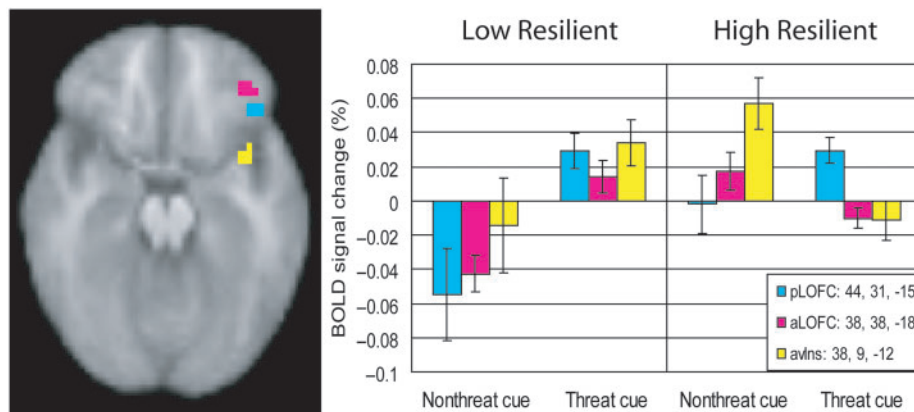 Low Resilient
High Resilient
BOLD signal change (%)
0.08
0.06
0.04
0.02
0
–0.02
–0.04
–0.06
–0.08
–0.1
pLOFC: 44, 31, -15
aLOFC: 38, 38, -18
avIns: 38, 9, -12
Nonthreat cue
Threat cue
Nonthreat cue
Threat cue